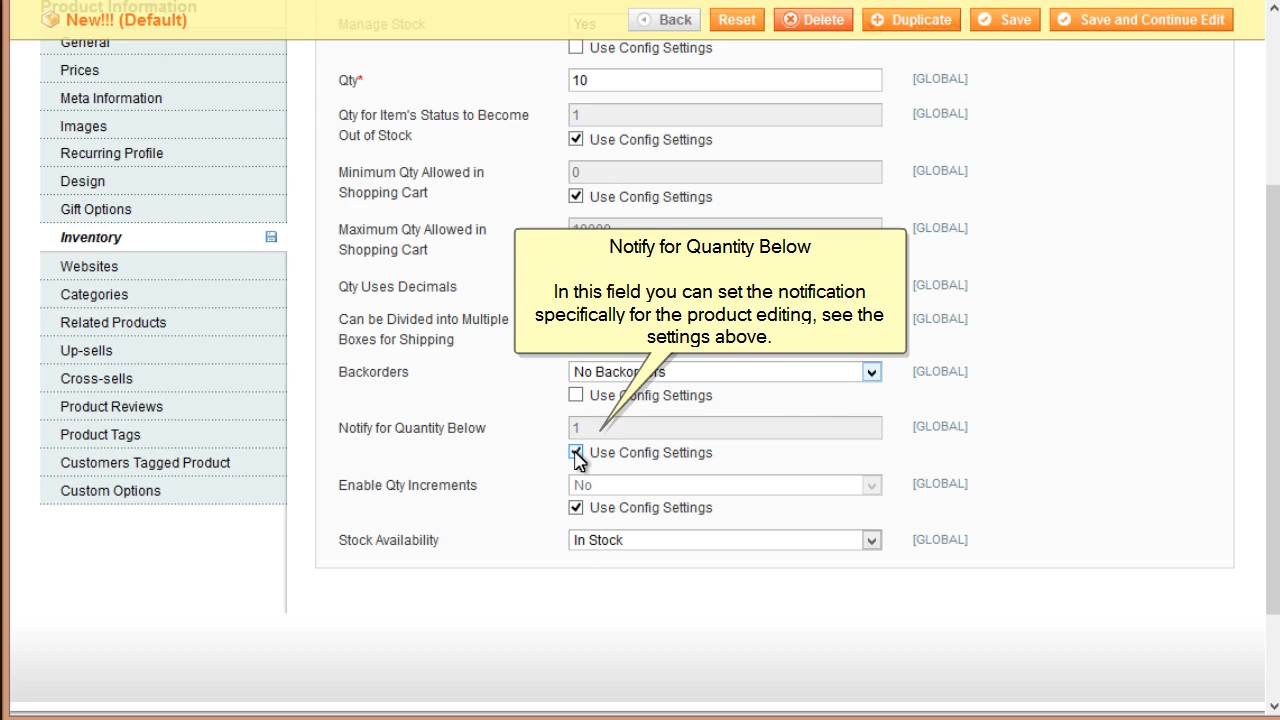 Product Information
New!!! (Default)
Back
Reset
Delete
Duplicate
Save
Save and Continue Edit
General
Prices
Meta Information
Images
Recurring Profile
Design
Gift Options
Inventory
Websites
Categories
Related Products
Up-sells
Cross-sells
Product Reviews
Product Tags
Customers Tagged Product
Custom Options
Manage Stock
Yes
Use Config Settings
Qty*
10
[GLOBAL]
Qty for Item's Status to Become
Out of Stock
1
[GLOBAL]
Use Config Settings
Minimum Qty Allowed in
Shopping Cart
0
[GLOBAL]
Use Config Settings
Maximum Qty Allowed in
Shopping Cart
10000
[GLOBAL]
Notify for Quantity Below
In this field you can set the notification
specifically for the product editing, see the
settings above.
Qty Uses Decimals
[GLOBAL]
Can be Divided into Multiple
Boxes for Shipping
[GLOBAL]
Backorders
No Backorders
[GLOBAL]
Use Config Settings
Notify for Quantity Below
1
[GLOBAL]
Use Config Settings
Enable Qty Increments
No
[GLOBAL]
Use Config Settings
Stock Availability
In Stock
[GLOBAL]